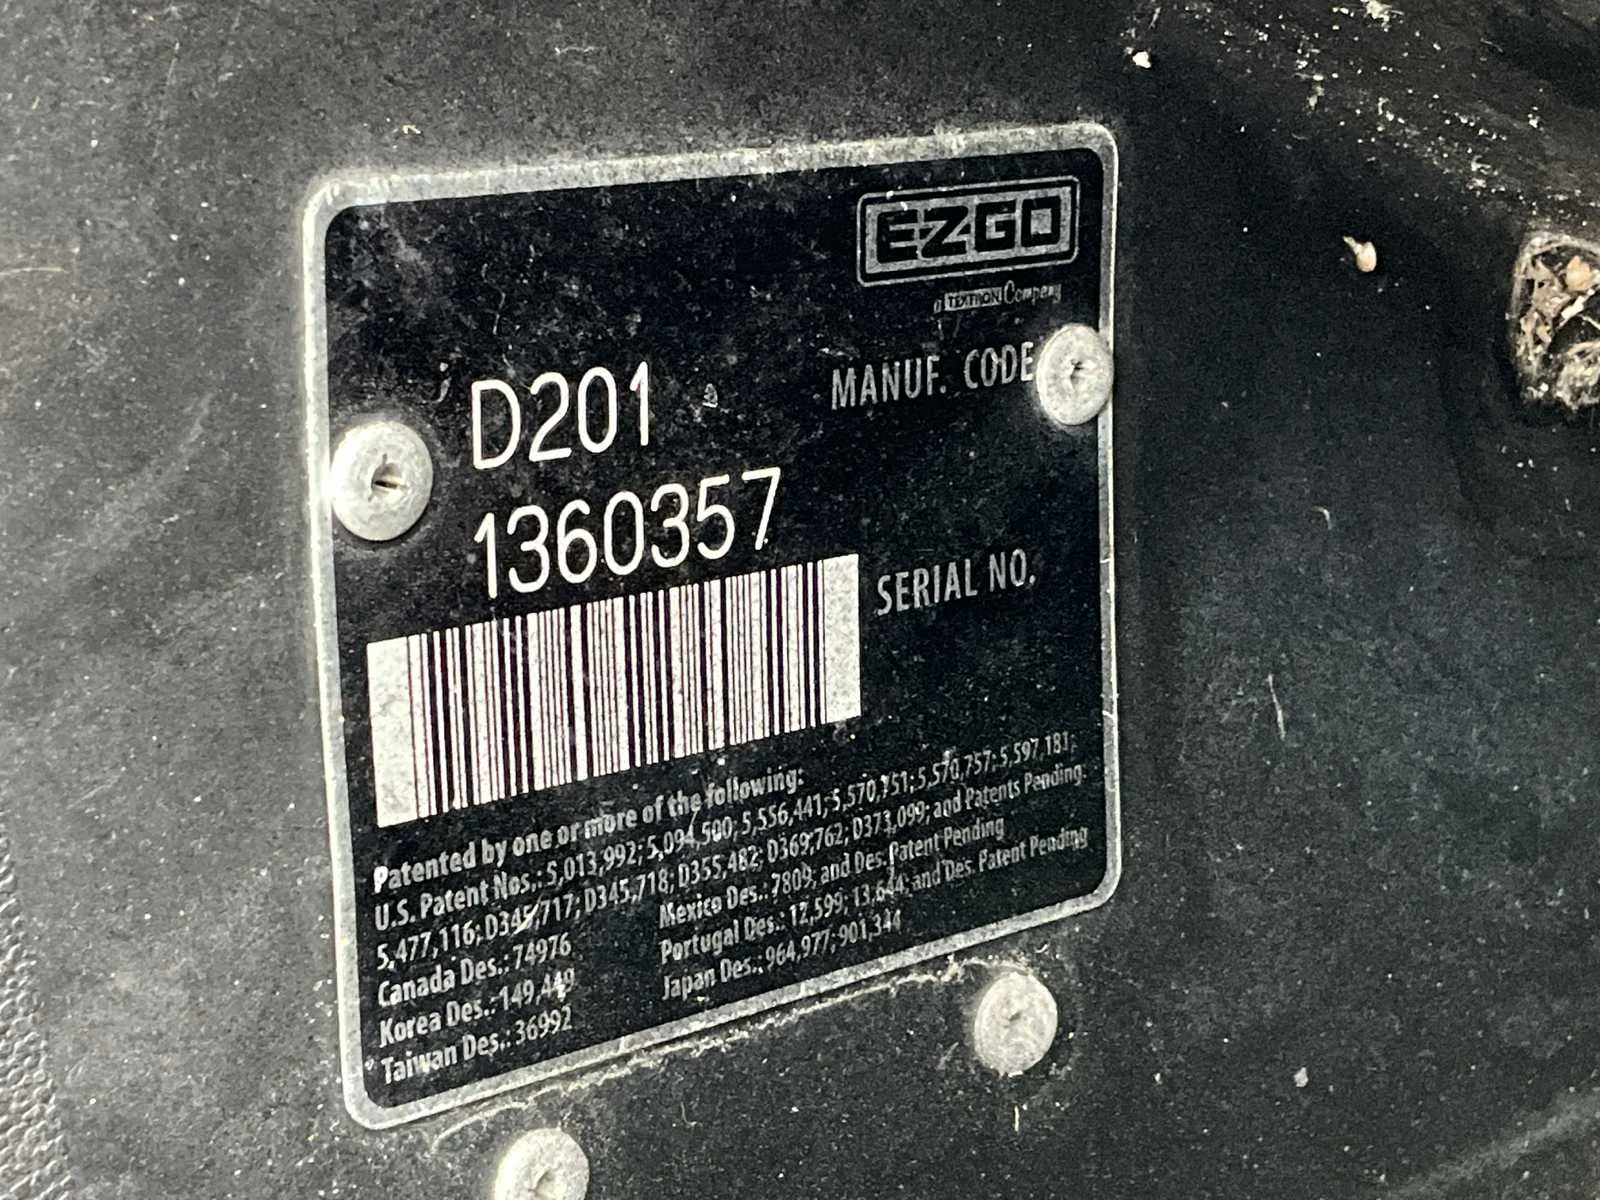 EZGO
a TEXTRON Company
D201
MANUF. CODE
1360357
SERIAL NO.
Patented by one or more of the following:
U.S. Patent Nos.: 5,013,992; 5,094,500; 5,556,441; 5,570,751; 5,570,757; 5,597,181;
5,477,116; D345,717; D345,718; D355,482; D369,762; D373,099; and Patents Pending.
Canada Des.: 74976
Korea Des.: 149,449
Taiwan Des.: 36992
Mexico Des.: 7809; and Des. Patent Pending
Portugal Des.: 12,599; 13,644; and Des. Patent Pending
Japan Des.: 964,977; 901,344